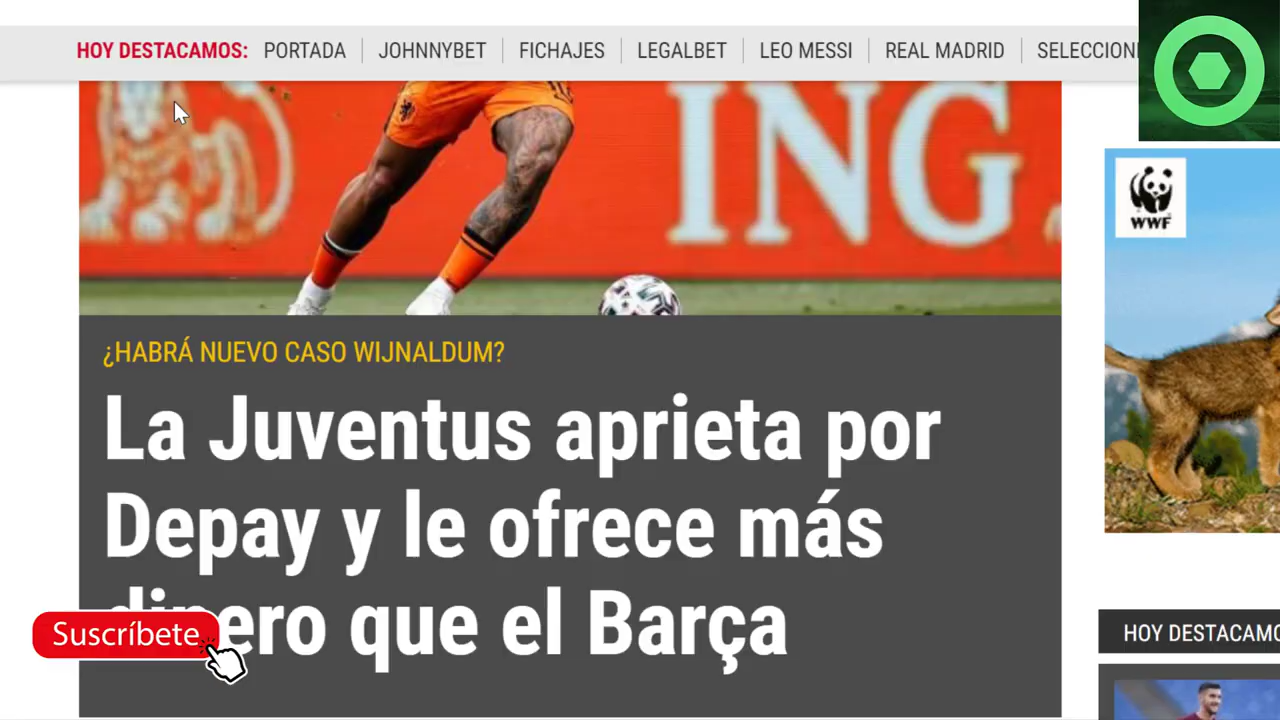 HOY DESTACAMOS: PORTADA JOHNNYBET FICHAJES LEGALBET LEO MESSI REAL MADRID
ING
WWF
¿HABRÁ NUEVO CASO WIJNALDUM?
La Juventus aprieta por
Depay y le ofrece más
dinero que el Barça
Suscríbete
HOY DESTACAMO